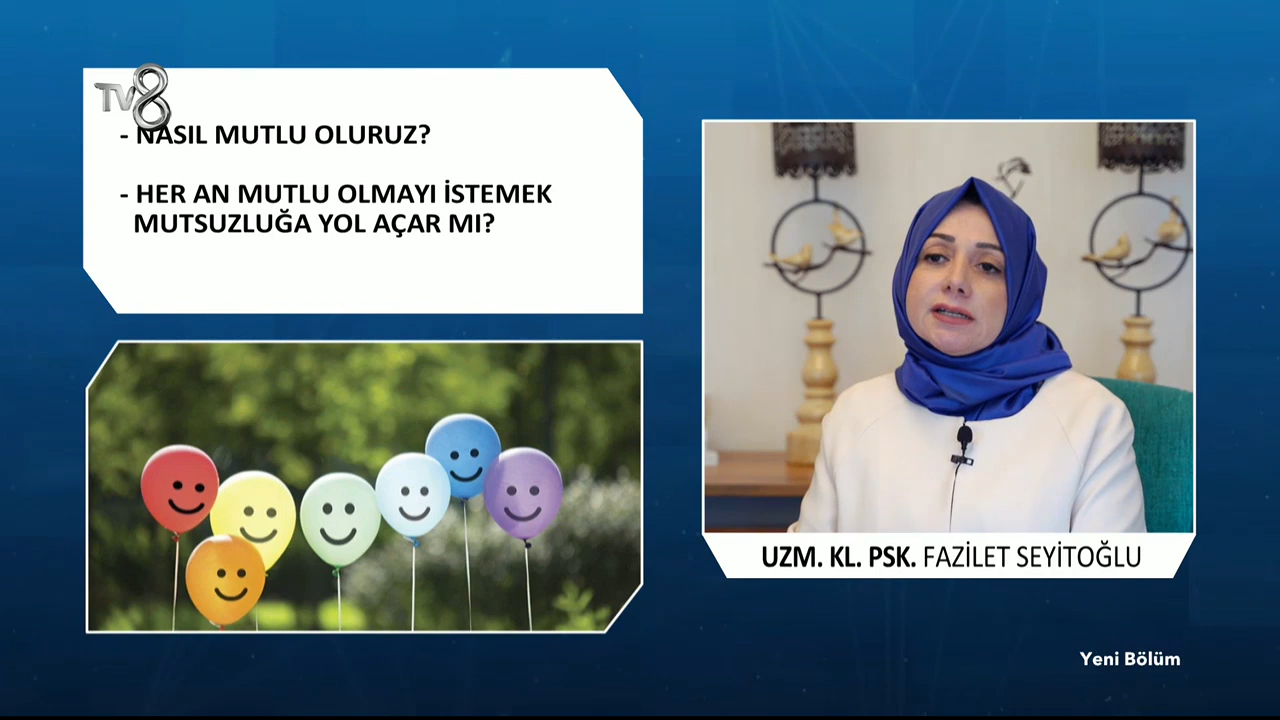 TV8
- NASIL MUTLU OLURUZ?
- HER AN MUTLU OLMAYI İSTEMEK
MUTSUZLUĞA YOL AÇAR MI?
UZM. KL. PSK. FAZİLET SEYİTOĞLU
Yeni Bölüm